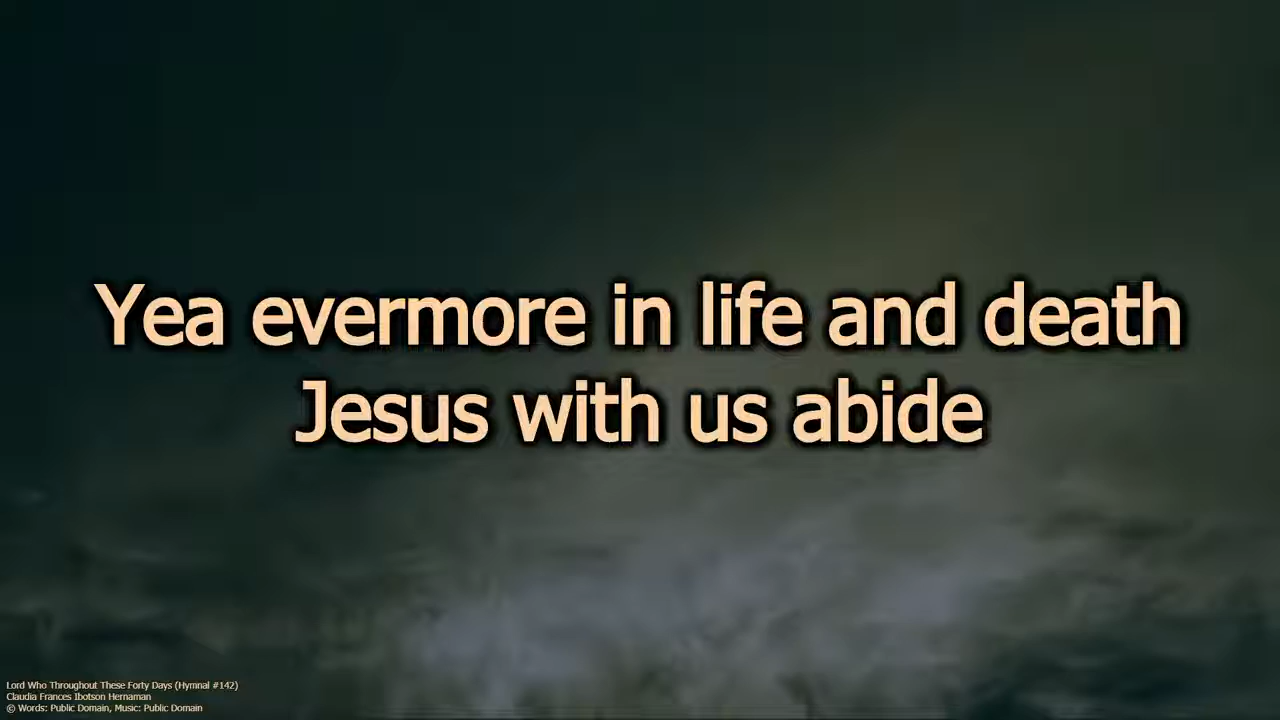 Yea evermore in life and death
Jesus with us abide
Lord Who Throughout These Forty Days (Hymnal #142)
Claudia Frances Ibotson Hernaman
© Words: Public Domain, Music: Public Domain